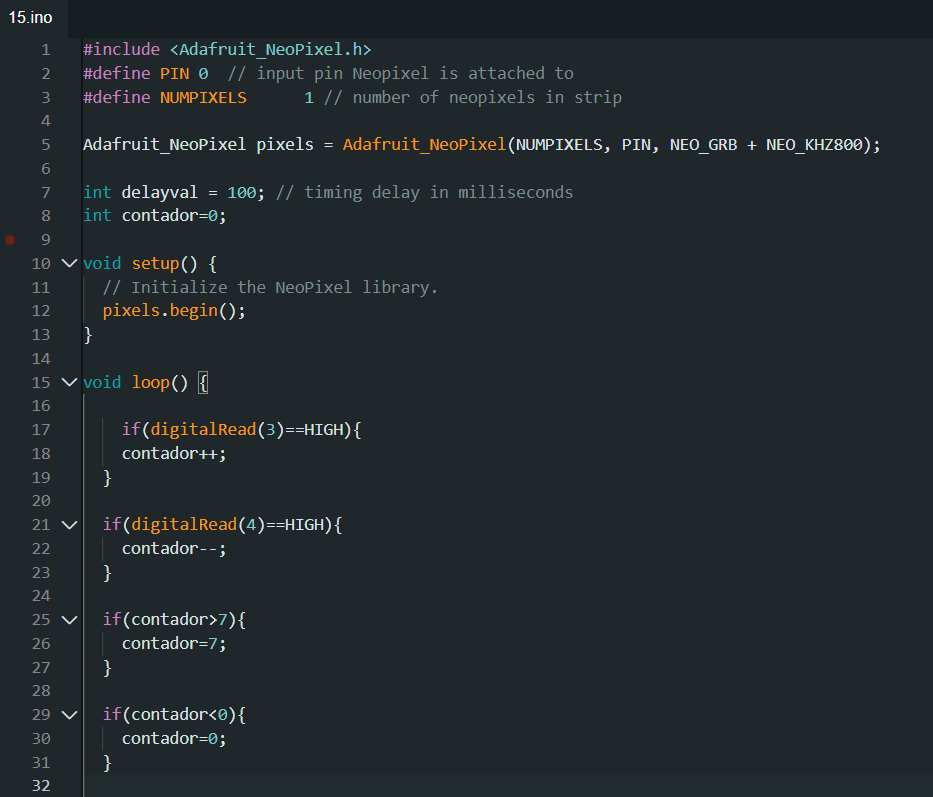 15.ino
1 #include <Adafruit_NeoPixel.h>
2 #define PIN 0  // input pin Neopixel is attached to
3 #define NUMPIXELS      1 // number of neopixels in strip
4
5 Adafruit_NeoPixel pixels = Adafruit_NeoPixel(NUMPIXELS, PIN, NEO_GRB + NEO_KHZ800);
6
7 int delayval = 100; // timing delay in milliseconds
8 int contador=0;
9
10 void setup() {
11   // Initialize the NeoPixel library.
12   pixels.begin();
13 }
14
15 void loop() {
16
17     if(digitalRead(3)==HIGH){
18     contador++;
19   }
20
21   if(digitalRead(4)==HIGH){
22     contador--;
23   }
24
25   if(contador>7){
26     contador=7;
27   }
28
29   if(contador<0){
30     contador=0;
31   }
32